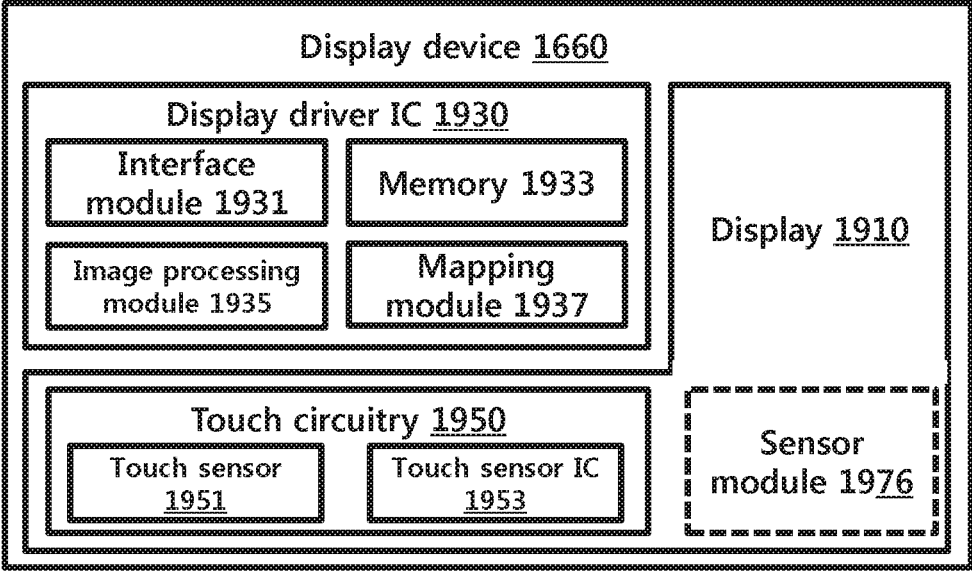 Display device 1660
Display driver IC 1930
Interface
module 1931
Memory 1933
Image processing
module 1935
Mapping
module 1937
Display 1910
Touch circuitry 1950
Touch sensor
1951
Touch sensor IC
1953
Sensor
module 1976